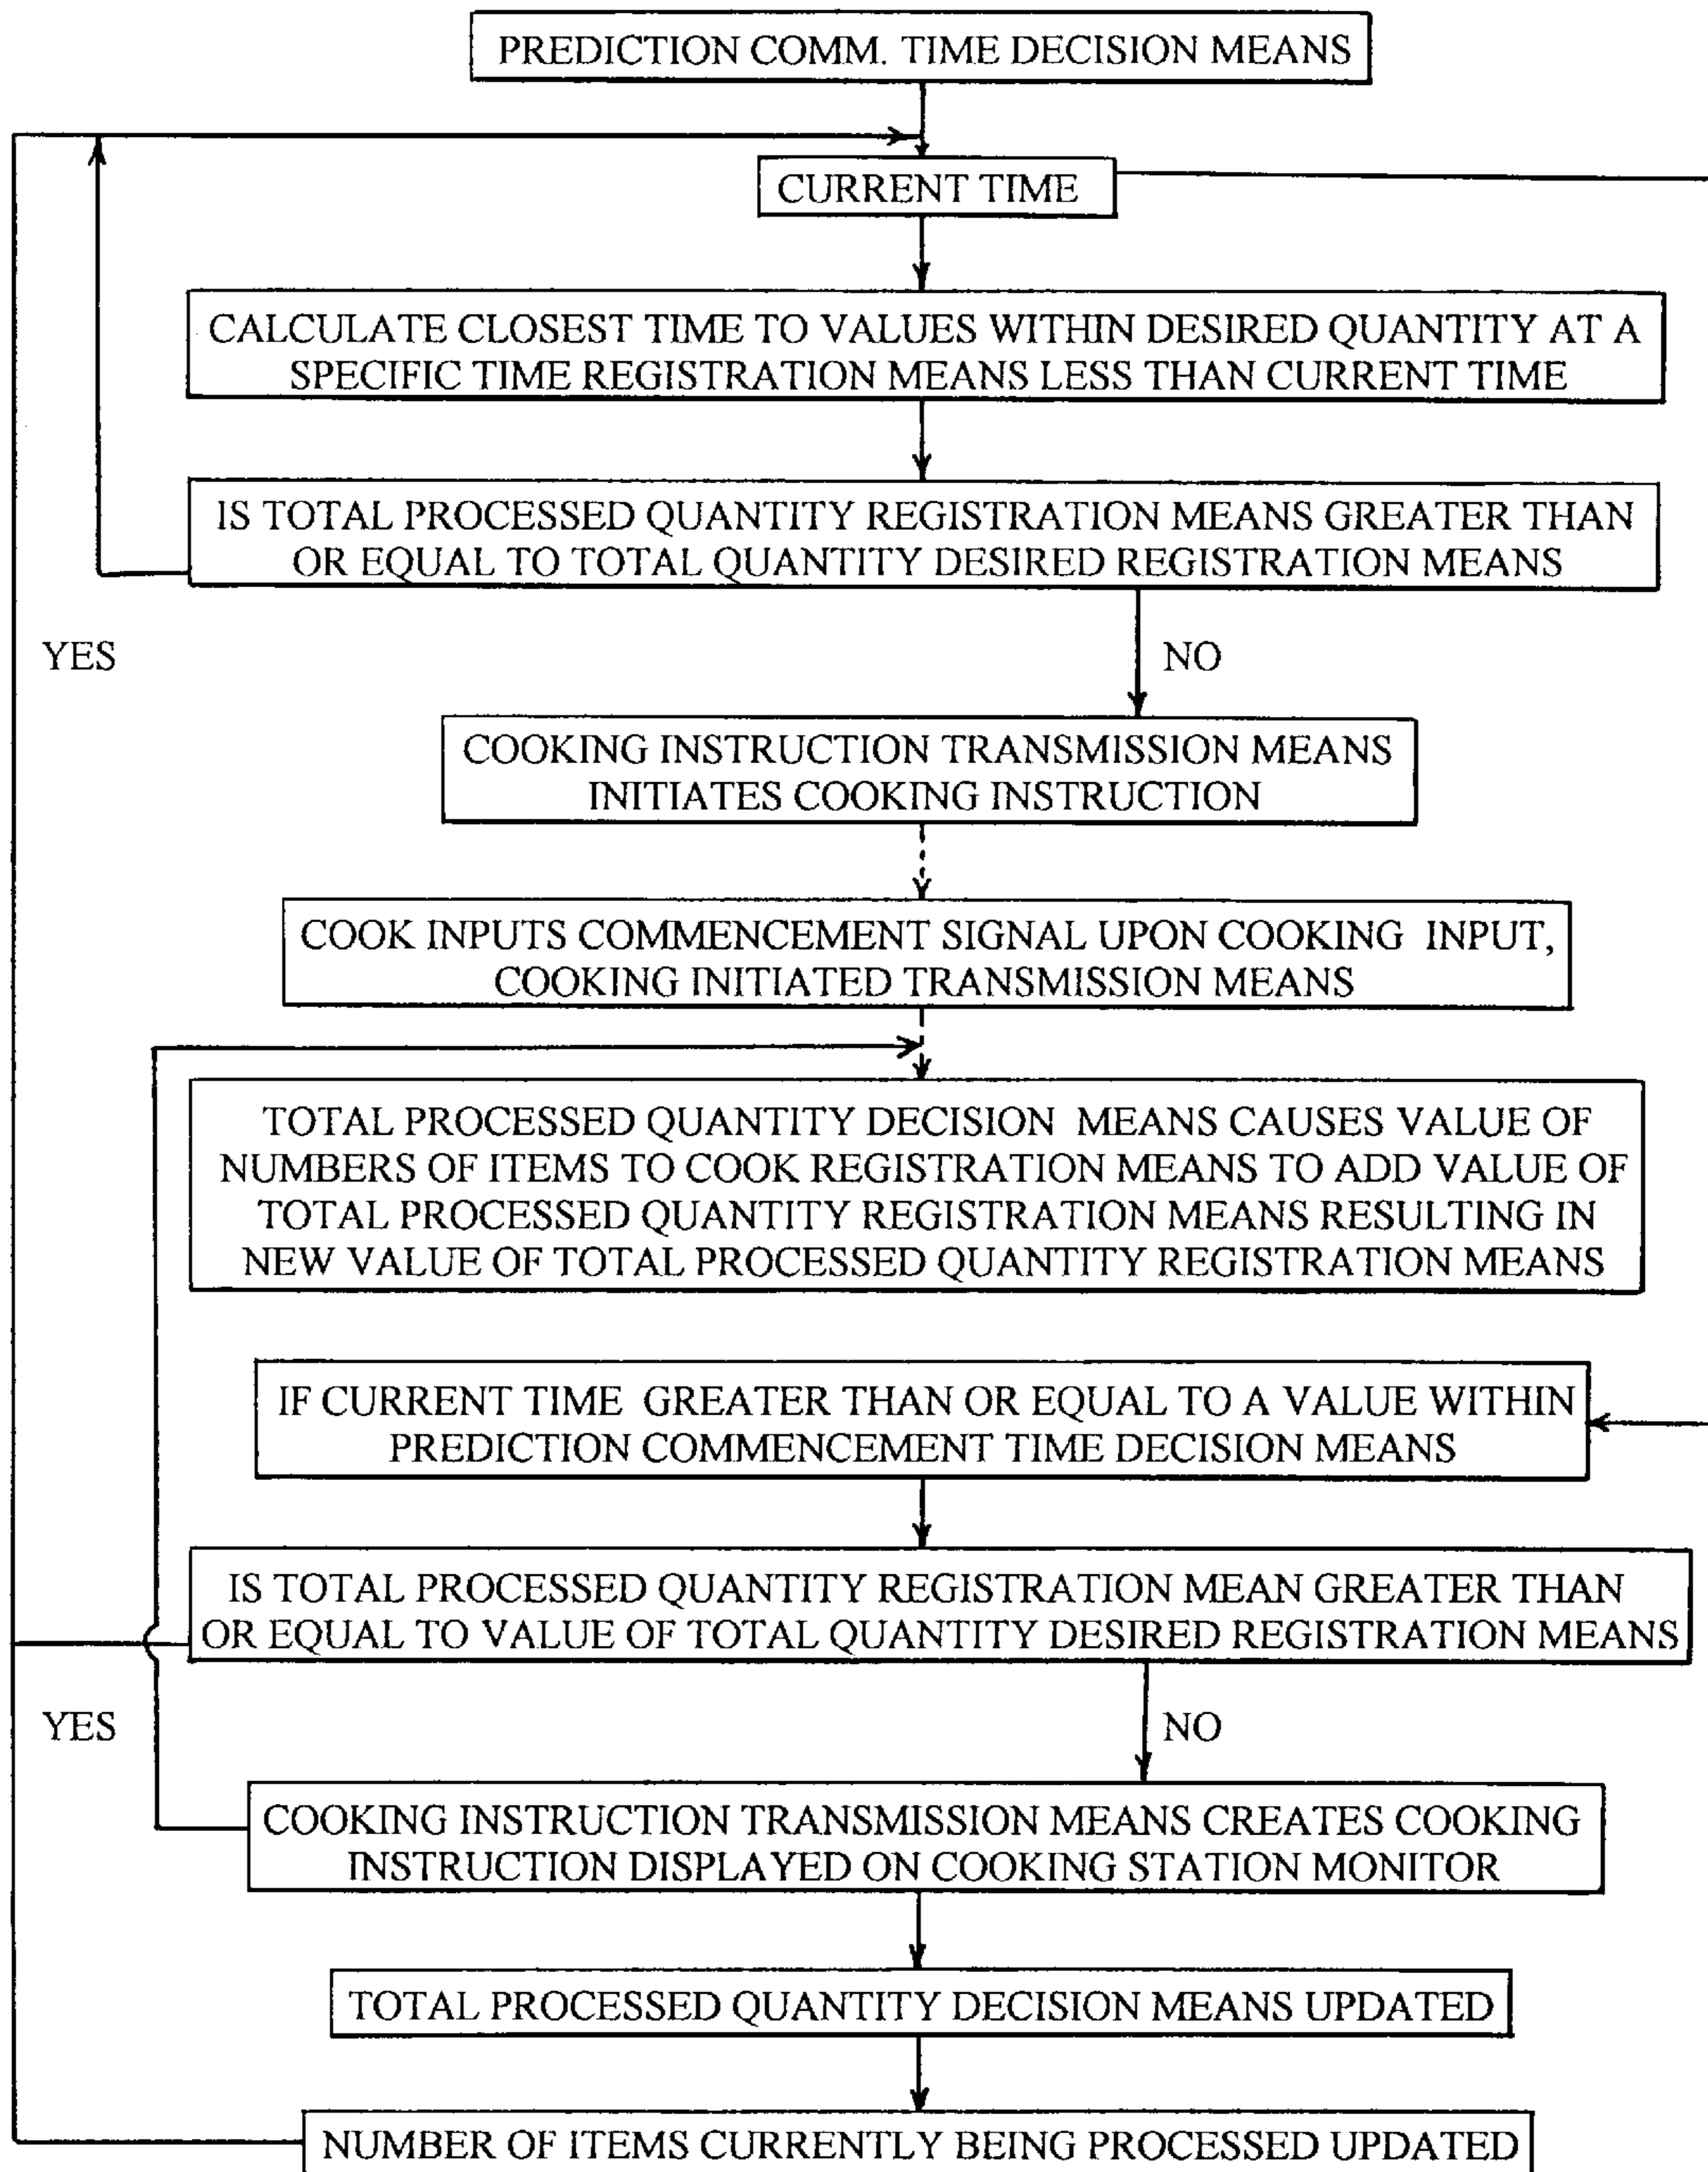 PREDICTION COMM. TIME DECISION MEANS
CURRENT TIME
CALCULATE CLOSEST TIME TO VALUES WITHIN DESIRED QUANTITY AT A
SPECIFIC TIME REGISTRATION MEANS LESS THAN CURRENT TIME
IS TOTAL PROCESSED QUANTITY REGISTRATION MEANS GREATER THAN
OR EQUAL TO TOTAL QUANTITY DESIRED REGISTRATION MEANS
YES
NO
COOKING INSTRUCTION TRANSMISSION MEANS
INITIATES COOKING INSTRUCTION
COOK INPUTS COMMENCEMENT SIGNAL UPON COOKING INPUT,
COOKING INITIATED TRANSMISSION MEANS
TOTAL PROCESSED QUANTITY DECISION MEANS CAUSES VALUE OF
NUMBERS OF ITEMS TO COOK REGISTRATION MEANS TO ADD VALUE OF
TOTAL PROCESSED QUANTITY REGISTRATION MEANS RESULTING IN
NEW VALUE OF TOTAL PROCESSED QUANTITY REGISTRATION MEANS
IF CURRENT TIME GREATER THAN OR EQUAL TO A VALUE WITHIN
PREDICTION COMMENCEMENT TIME DECISION MEANS
IS TOTAL PROCESSED QUANTITY REGISTRATION MEAN GREATER THAN
OR EQUAL TO VALUE OF TOTAL QUANTITY DESIRED REGISTRATION MEANS
YES
NO
COOKING INSTRUCTION TRANSMISSION MEANS CREATES COOKING
INSTRUCTION DISPLAYED ON COOKING STATION MONITOR
TOTAL PROCESSED QUANTITY DECISION MEANS UPDATED
NUMBER OF ITEMS CURRENTLY BEING PROCESSED UPDATED